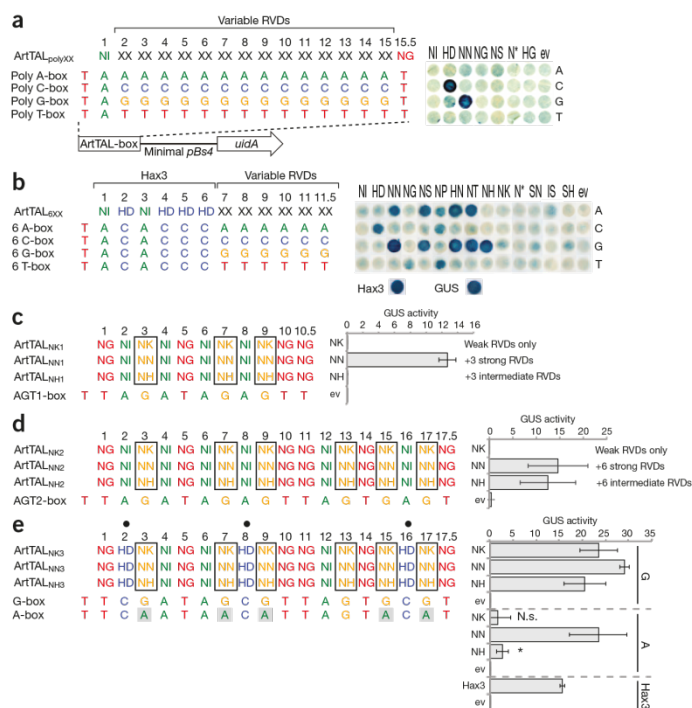 a
Variable RVDs
1 2 3 4 5 6 7 8 9 10 11 12 13 14 15 15.5
ArtTALpolyXX NI XX XX XX XX XX XX XX XX XX XX XX XX XX XX NG
Poly A-box T A A A A A A A A A A A A A A A T
Poly C-box T A C C C C C C C C C C C C C C T
Poly G-box T A G G G G G G G G G G G G G G T
Poly T-box T A T T T T T T T T T T T T T T T
ArtTAL-box
Minimal pBs4
uidA
NI HD NN NG NS N* HG ev
A
C
G
T
b
Hax3 Variable RVDs
1 2 3 4 5 6 7 8 9 10 11 11.5
ArtTAL6XX NI HD NI HD HD HD XX XX XX XX XX XX
6 A-box T A C A C C C A A A A A A
6 C-box T A C A C C C C C C C C C
6 G-box T A C A C C C G G G G G G
6 T-box T A C A C C C T T T T T T
NI HD NN NG NS NP HN NT NH NK N* SN IS SH ev
A
C
G
T
Hax3 GUS
c
1 2 3 4 5 6 7 8 9 10 10.5
ArtTALNK1 NG NI NK NI NG NI NK NI NK NG NG
ArtTALNN1 NG NI NN NI NG NI NN NI NN NG NG
ArtTALNH1 NG NI NH NI NG NI NH NI NH NG NG
AGT1-box T T A G A T A G A G T T
GUS activity
0 2 4 6 8 10 12 14 16
NK Weak RVDs only
NN +3 strong RVDs
NH +3 intermediate RVDs
ev
d
1 2 3 4 5 6 7 8 9 10 11 12 13 14 15 16 17 17.5
ArtTALNK2 NG NI NK NI NG NI NK NI NK NG NG NI NK NG NK NI NK NG
ArtTALNN2 NG NI NN NI NG NI NN NI NN NG NG NI NN NG NN NI NN NG
ArtTALNH2 NG NI NH NI NG NI NH NI NH NG NG NI NH NG NH NI NH NG
AGT2-box T T A G A T A G A G T T A G T G A G T
GUS activity
0 5 10 15 20 25
NK Weak RVDs only
NN +6 strong RVDs
NH +6 intermediate RVDs
ev
e
1 2 3 4 5 6 7 8 9 10 11 12 13 14 15 16 17 17.5
ArtTALNK3 NG HD NK NI NG NI NK HD NK NG NG NI NK NG NK HD NK NG
ArtTALNN3 NG HD NN NI NG NI NN HD NN NG NG NI NN NG NN HD NN NG
ArtTALNH3 NG HD NH NI NG NI NH HD NH NG NG NI NH NG NH HD NH NG
G-box T T C G A T A G C G T T A G T G C G T
A-box T T C A A T A A C A T T A G T A C A T
GUS activity
0 5 10 15 20 25 30 35
NK
NN
NH
ev
G
NK N.s.
NN
NH *
ev
A
Hax3
ev
Hax3